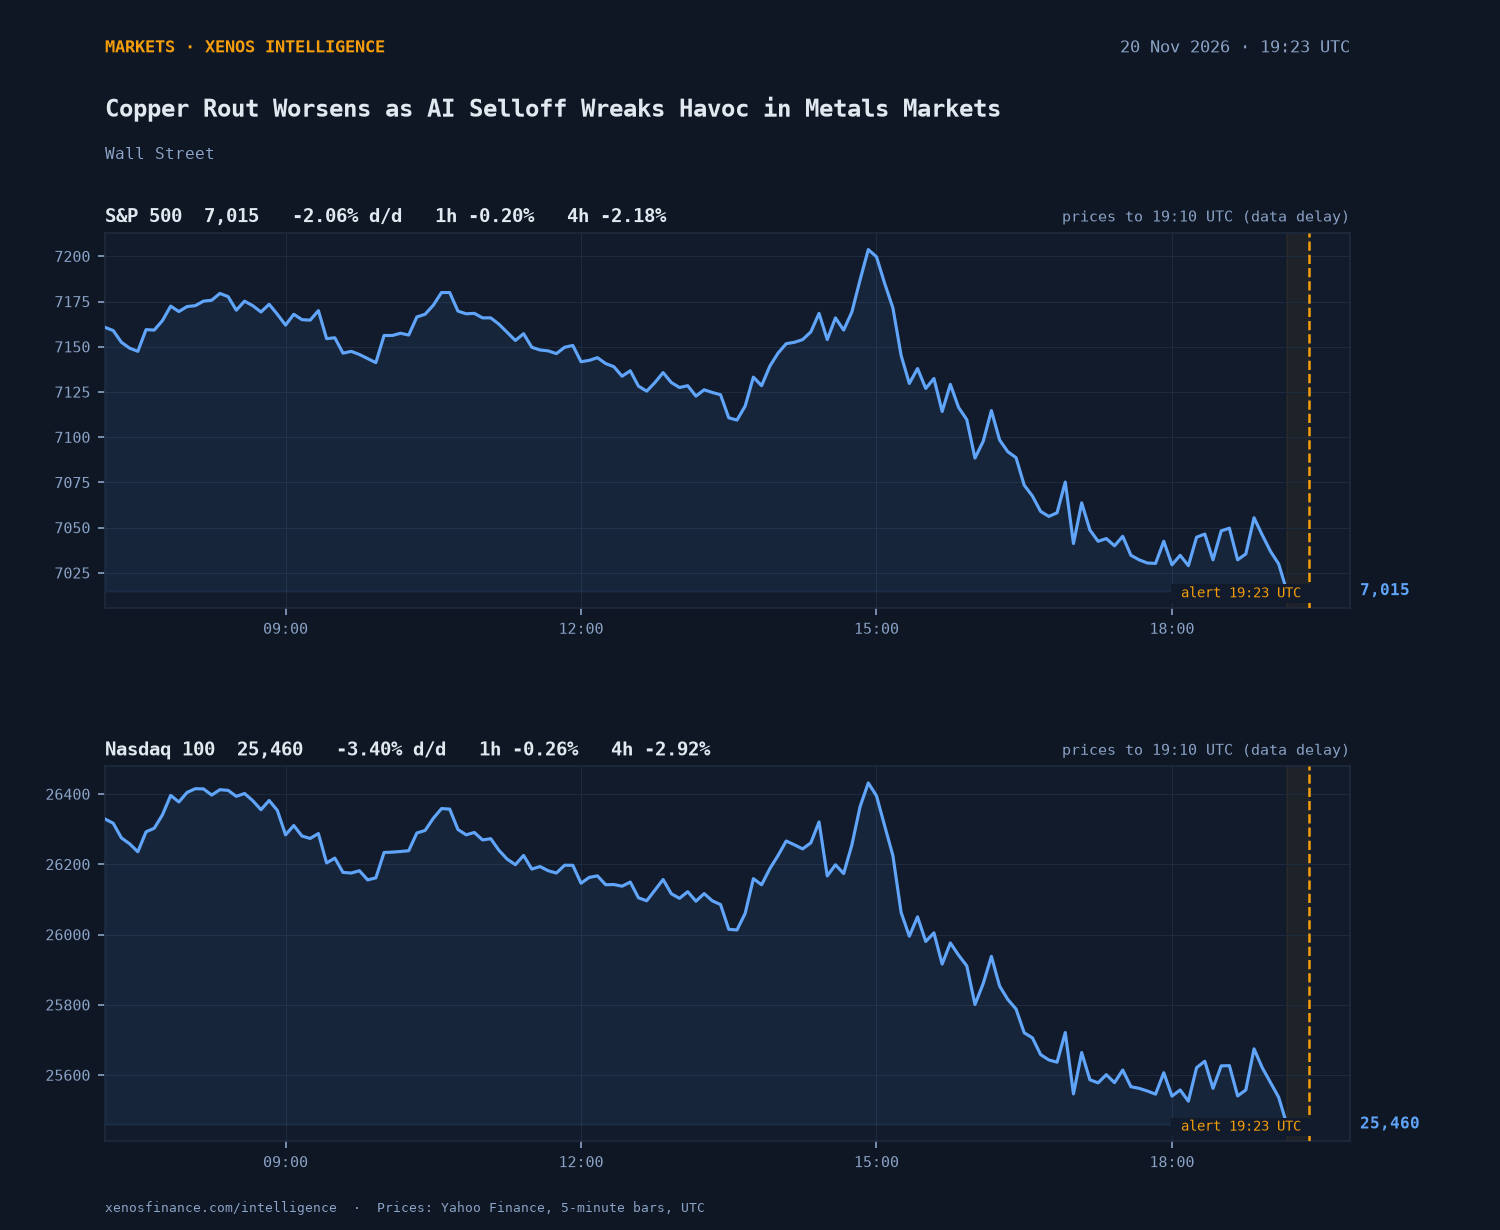 MARKETS · XENOS INTELLIGENCE
20 Nov 2026 · 19:23 UTC
Copper Rout Worsens as AI Selloff Wreaks Havoc in Metals Markets
Wall Street
S&P 500  7,015   -2.06% d/d   1h -0.20%   4h -2.18%
prices to 19:10 UTC (data delay)
7200
7175
7150
7125
7100
7075
7050
7025
alert 19:23 UTC
7,015
09:00
12:00
15:00
18:00
Nasdaq 100  25,460   -3.40% d/d   1h -0.26%   4h -2.92%
prices to 19:10 UTC (data delay)
26400
26200
26000
25800
25600
alert 19:23 UTC
25,460
09:00
12:00
15:00
18:00
xenosfinance.com/intelligence  ·  Prices: Yahoo Finance, 5-minute bars, UTC